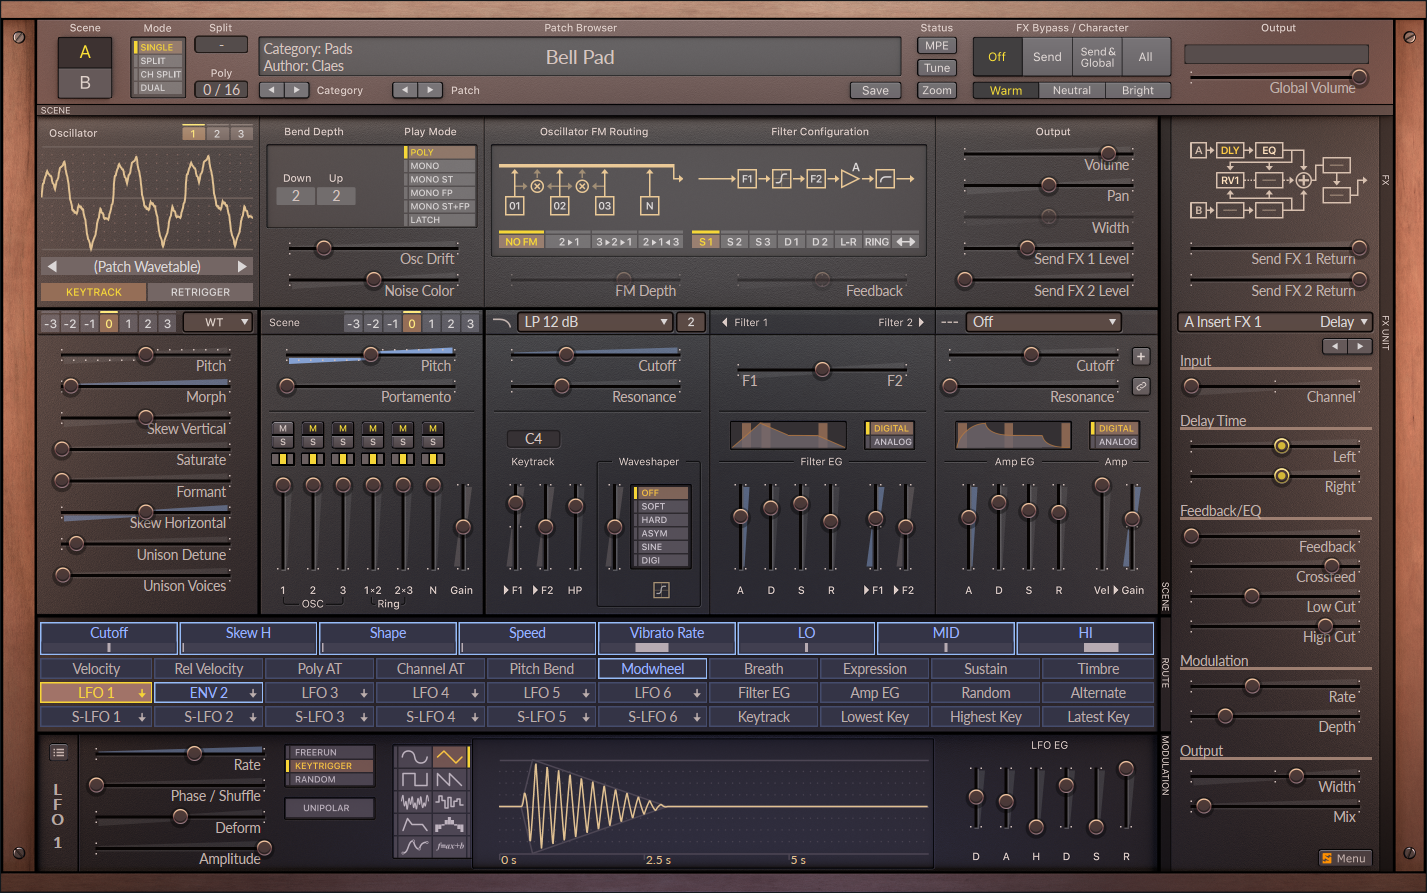 Scene
Mode
Split
Patch Browser
Status
FX Bypass / Character
Output
A
B
SINGLE
SPLIT
CH SPLIT
DUAL
-
Poly
0 / 16
Category: Pads
Author: Claes
Bell Pad
◀ ▶ Category
◀ ▶ Patch
Save
MPE
Tune
Zoom
Off
Send
Send & Global
All
Warm
Neutral
Bright
Global Volume
SCENE
Oscillator
1 2 3
◀ (Patch Wavetable) ▶
KEYTRACK
RETRIGGER
Bend Depth
Down Up
2 2
Play Mode
POLY
MONO
MONO ST
MONO FP
MONO ST+FP
LATCH
Osc Drift
Noise Color
Oscillator FM Routing
O1 O2 O3 N
NO FM
2▸1
3▸2▸1
2▸1◂3
FM Depth
Filter Configuration
F1 F2 A
S 1 S 2 S 3 D 1 D 2 L-R RING
Feedback
Output
Volume
Pan
Width
Send FX 1 Level
Send FX 2 Level
A DLY EQ
RV1
B
Send FX 1 Return
Send FX 2 Return
FX
-3 -2 -1 0 1 2 3
WT ▼
Pitch
Morph
Skew Vertical
Saturate
Formant
Skew Horizontal
Unison Detune
Unison Voices
Scene
-3 -2 -1 0 1 2 3
Pitch
Portamento
M M M M M M
S S S S S S
1 2 3 1×2 2×3 N Gain
OSC
Ring
LP 12 dB ▼
2
Cutoff
Resonance
C4
Keytrack
▶F1 ▶F2 HP
Waveshaper
OFF
SOFT
HARD
ASYM
SINE
DIGI
◀ Filter 1
Filter 2 ▶
F1
F2
DIGITAL
ANALOG
Filter EG
A D S R ▶F1 ▶F2
---
Off ▼
Cutoff
+
Resonance
DIGITAL
ANALOG
Amp EG
Amp
A D S R Vel ▶ Gain
A Insert FX 1
Delay ▼
◀ ▶
FX UNIT
Input
Channel
Delay Time
Left
Right
Feedback/EQ
Feedback
Crossfeed
Low Cut
High Cut
Modulation
Rate
Depth
Output
Width
Mix
SCENE
Cutoff
Skew H
Shape
Speed
Vibrato Rate
LO
MID
HI
Velocity
Rel Velocity
Poly AT
Channel AT
Pitch Bend
Modwheel
Breath
Expression
Sustain
Timbre
LFO 1
ENV 2
LFO 3
LFO 4
LFO 5
LFO 6
Filter EG
Amp EG
Random
Alternate
S-LFO 1
S-LFO 2
S-LFO 3
S-LFO 4
S-LFO 5
S-LFO 6
Keytrack
Lowest Key
Highest Key
Latest Key
ROUTE
MODULATION
LFO 1
Rate
Phase / Shuffle
Deform
Amplitude
FREERUN
KEYTRIGGER
RANDOM
UNIPOLAR
fmax+b
0 s
2.5 s
5 s
LFO EG
D A H D S R
Menu